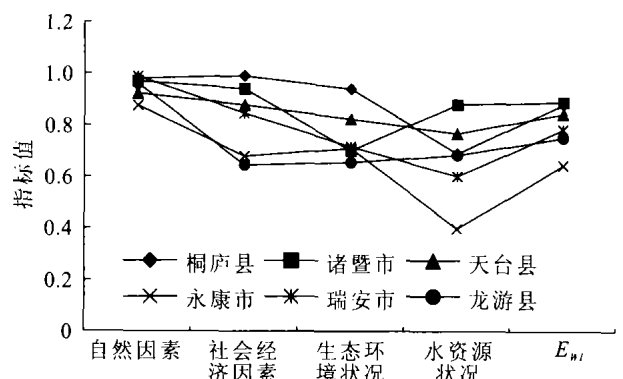 指标值
1.2
1.0
0.8
0.6
0.4
0.2
0
桐庐县
诸暨市
天台县
永康市
瑞安市
龙游县
自然因素
社会经
济因素
生态环
境状况
水资源
状况